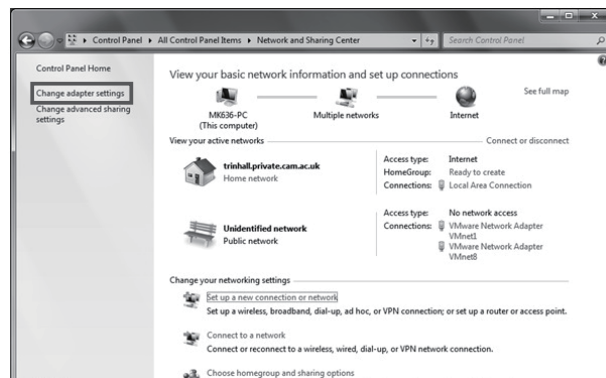 Control Panel ▸ All Control Panel Items ▸ Network and Sharing Center
Search Control Panel
Control Panel Home
Change adapter settings
Change advanced sharing
settings
View your basic network information and set up connections
See full map
MK636-PC
(This computer)
Multiple networks
Internet
View your active networks
Connect or disconnect
trinhall.private.cam.ac.uk
Home network
Access type: Internet
HomeGroup: Ready to create
Connections: Local Area Connection
Unidentified network
Public network
Access type: No network access
Connections: VMware Network Adapter
VMnet1
VMware Network Adapter
VMnet8
Change your networking settings
Set up a new connection or network
Set up a wireless, broadband, dial-up, ad hoc, or VPN connection; or set up a router or access point.
Connect to a network
Connect or reconnect to a wireless, wired, dial-up, or VPN network connection.
Choose homegroup and sharing options